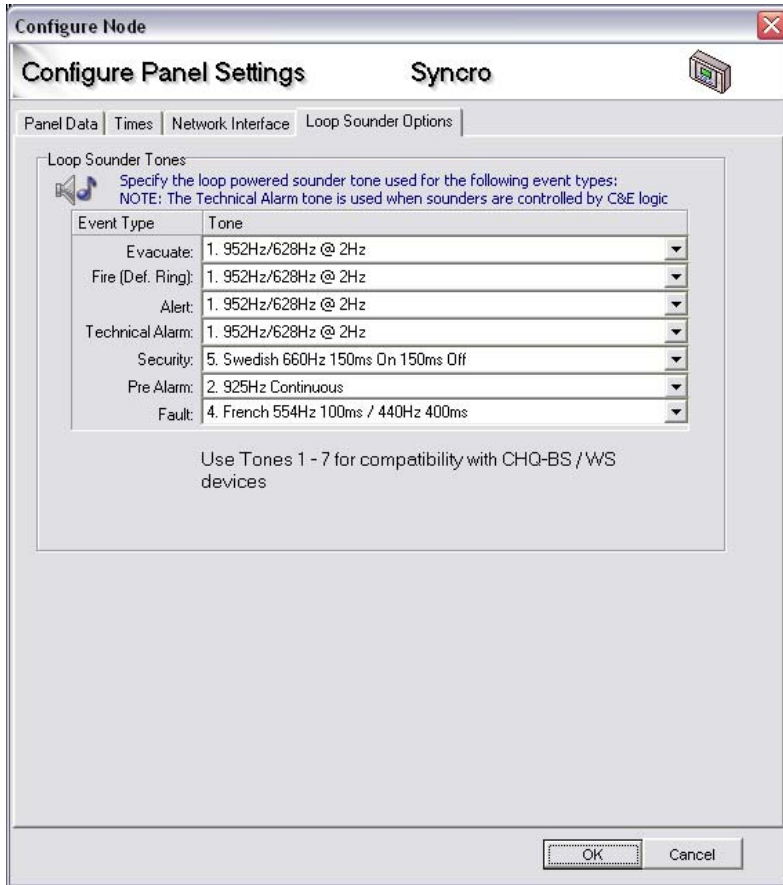 Configure Node
Configure Panel Settings Syncro
Panel Data Times Network Interface Loop Sounder Options
Loop Sounder Tones
Specify the loop powered sounder tone used for the following event types:
NOTE: The Technical Alarm tone is used when sounders are controlled by C&E logic
Event Type Tone
Evacuate: 1. 952Hz/628Hz @ 2Hz
Fire (Def. Ring): 1. 952Hz/628Hz @ 2Hz
Alert: 1. 952Hz/628Hz @ 2Hz
Technical Alarm: 1. 952Hz/628Hz @ 2Hz
Security: 5. Swedish 660Hz 150ms On 150ms Off
Pre Alarm: 2. 925Hz Continuous
Fault: 4. French 554Hz 100ms / 440Hz 400ms
Use Tones 1 - 7 for compatibility with CHQ-BS / WS
devices
OK Cancel